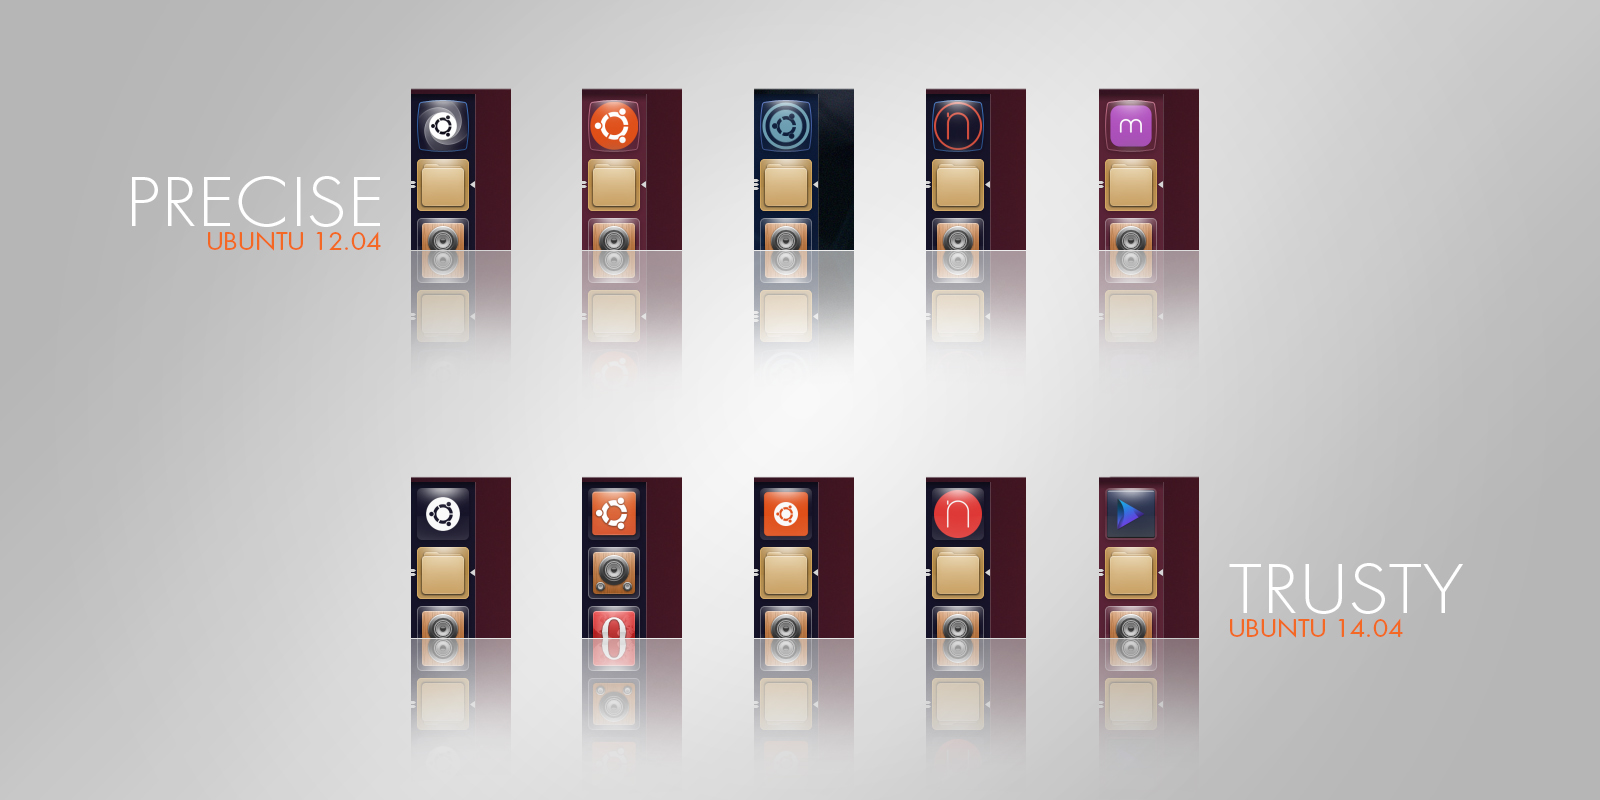 PRECISE
UBUNTU 12.04
n
m
n
TRUSTY
UBUNTU 14.04